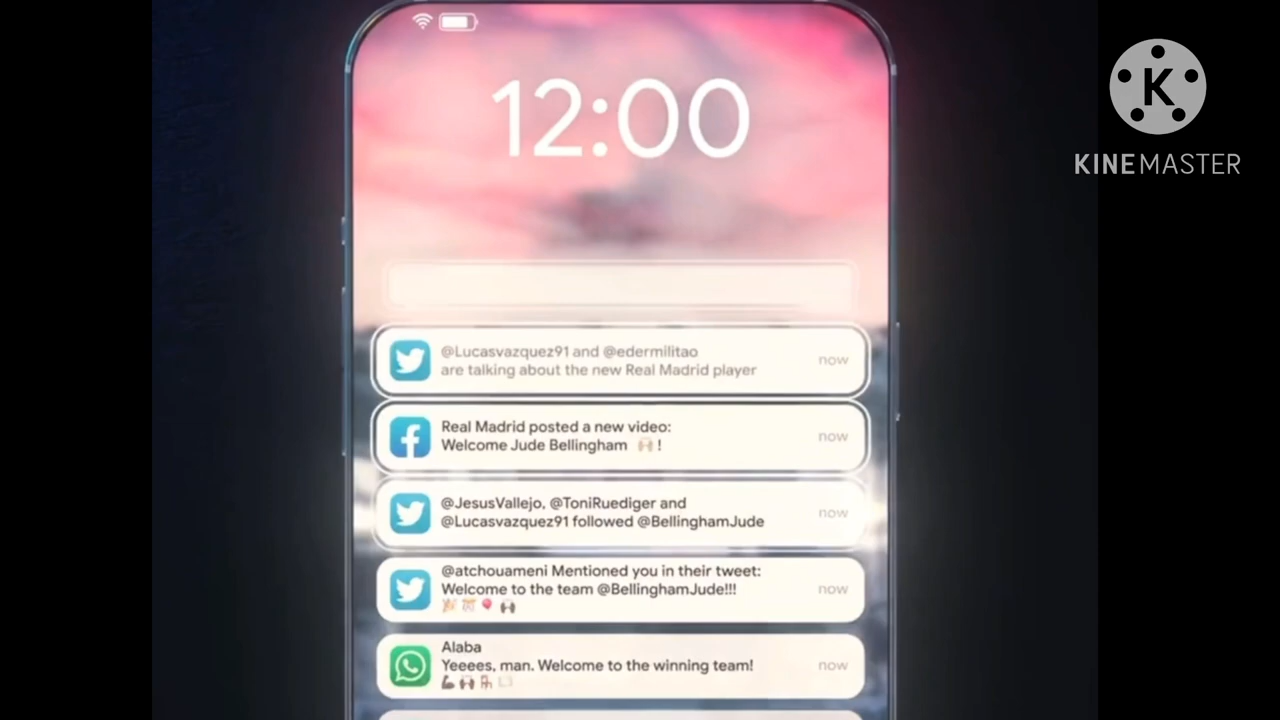 12:00
K
KINEMASTER
@Lucasvazquez91 and @edermilitao
are talking about the new Real Madrid player
now
Real Madrid posted a new video:
Welcome Jude Bellingham 🙌 !
now
@JesusVallejo, @ToniRuediger and
@Lucasvazquez91 followed @BellinghamJude
now
@atchouameni Mentioned you in their tweet:
Welcome to the team @BellinghamJude!!!
🎉 🎊 🎈 🙌
now
Alaba
Yeeees, man. Welcome to the winning team!
now